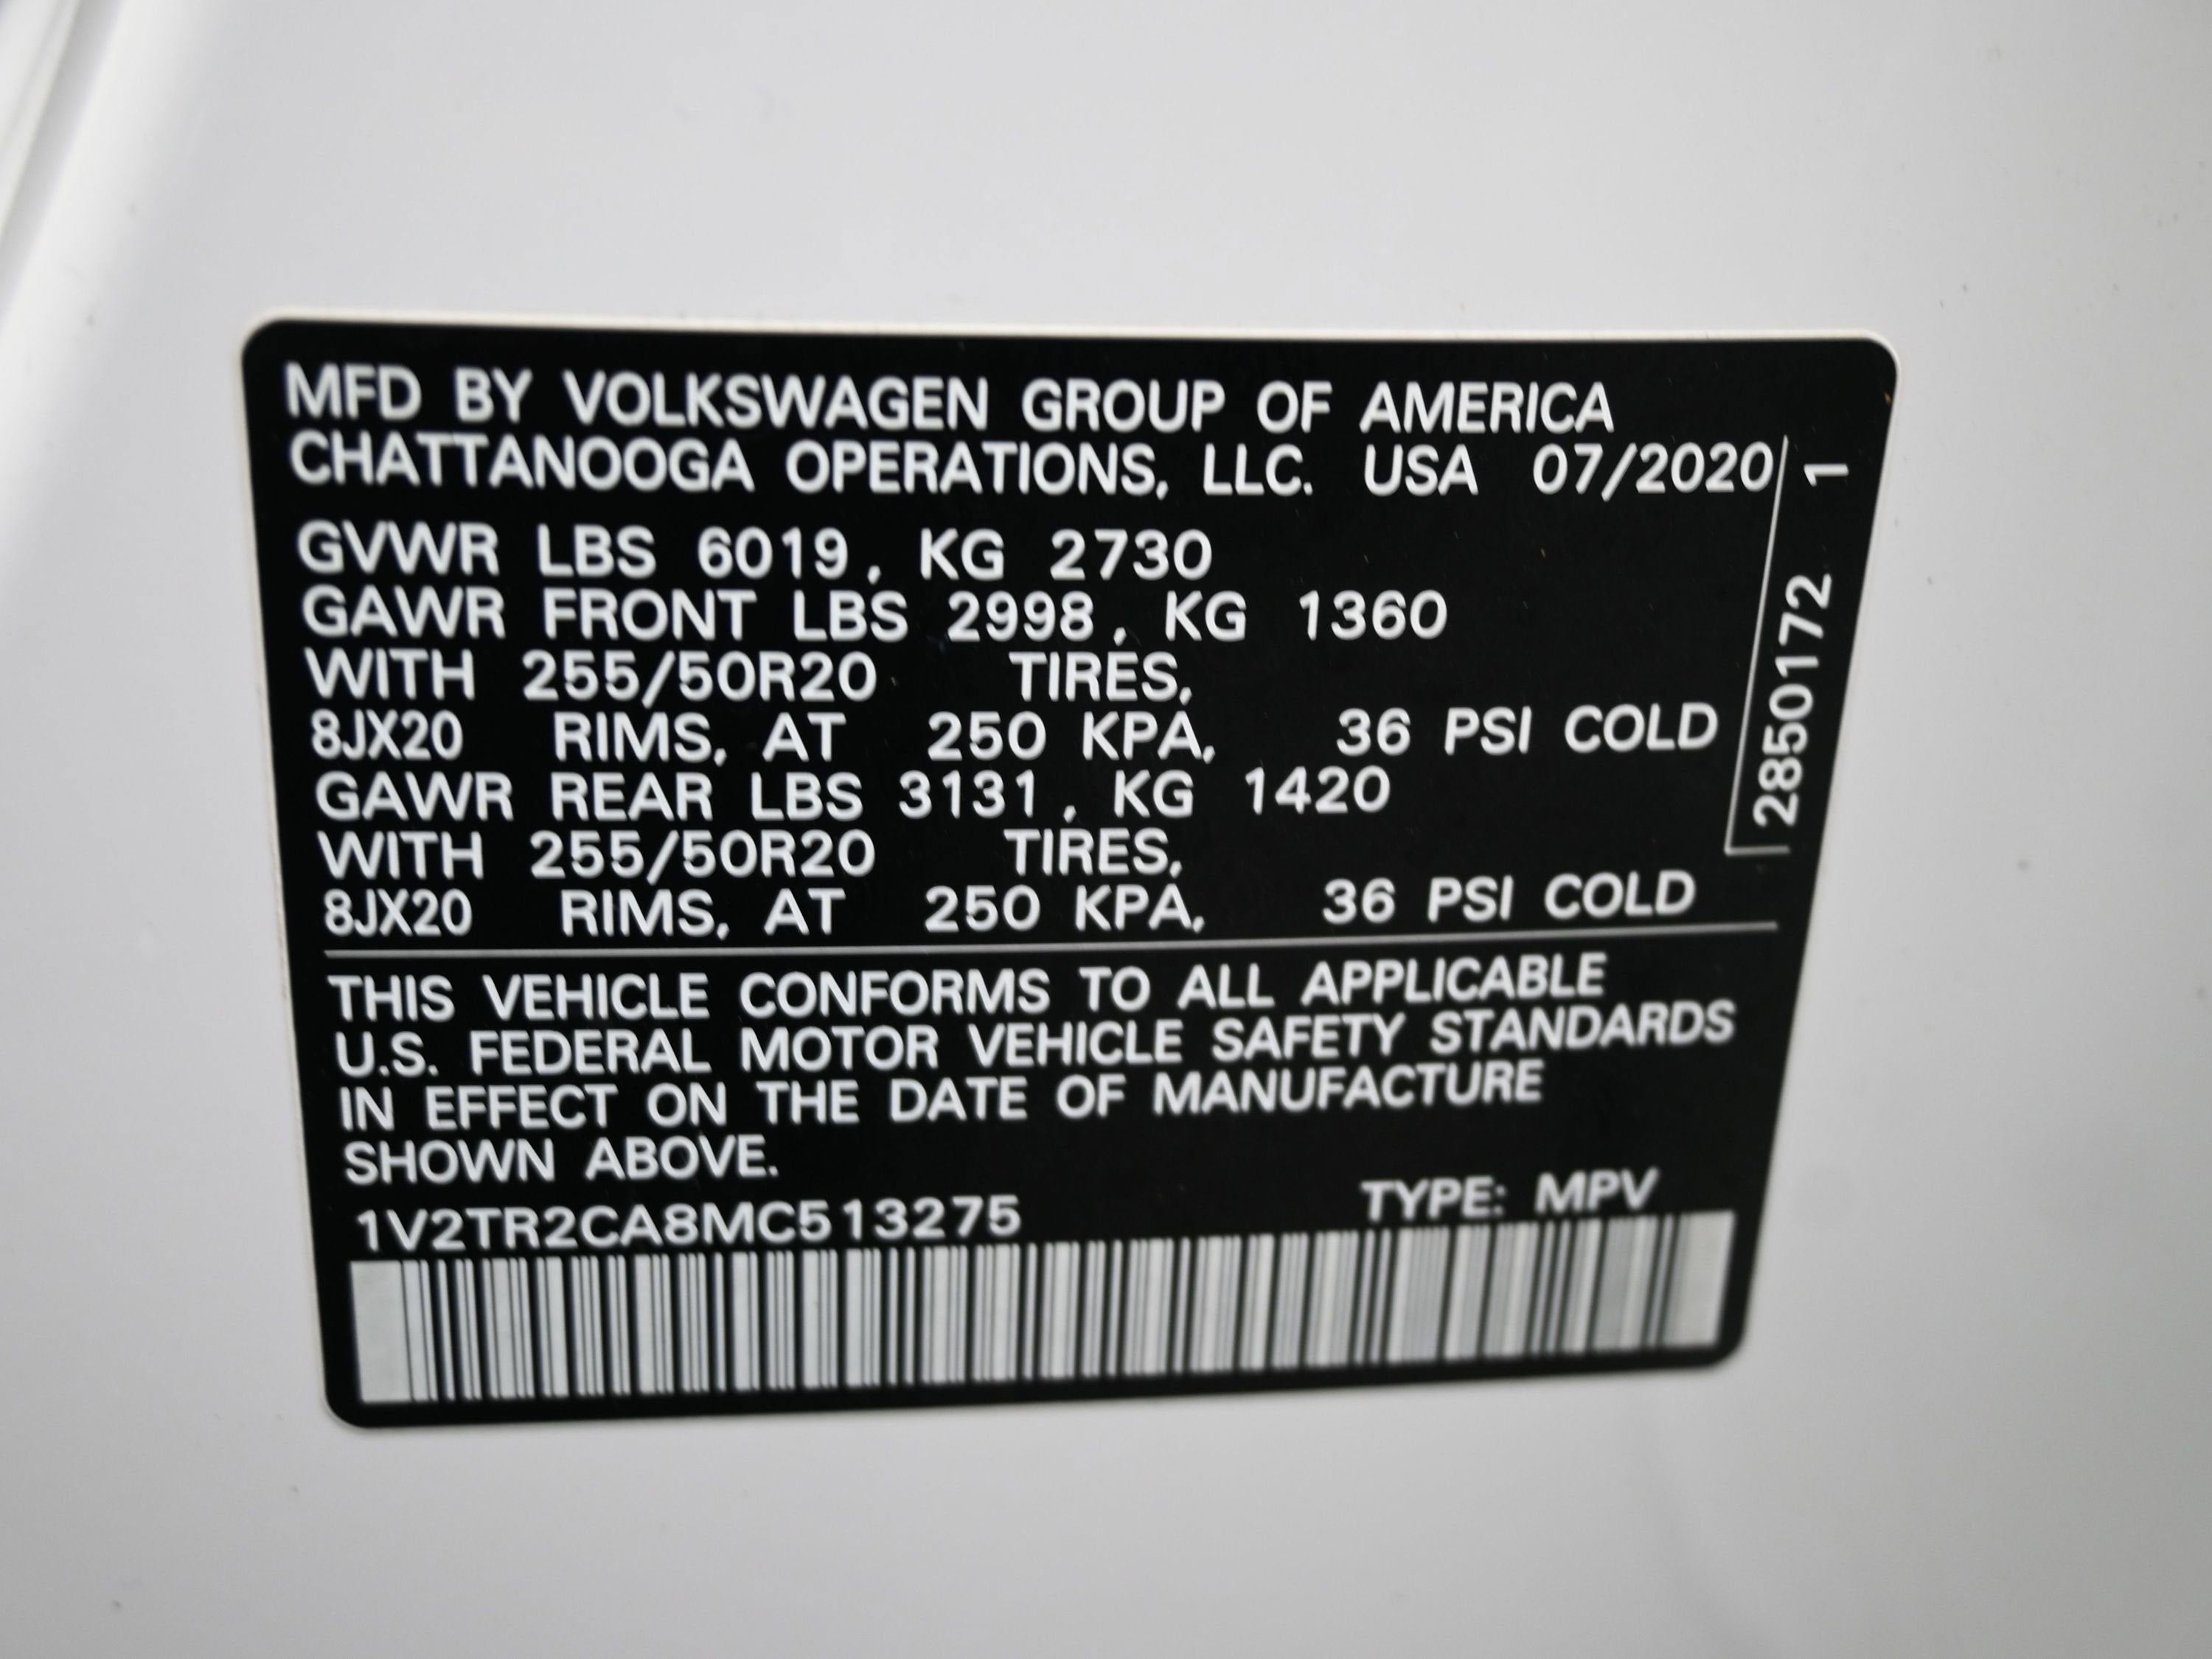 MFD BY VOLKSWAGEN GROUP OF AMERICA
CHATTANOOGA OPERATIONS, LLC. USA 07/2020
GVWR LBS 6019, KG 2730
GAWR FRONT LBS 2998, KG 1360
WITH 255/50R20 TIRES,
8JX20 RIMS, AT 250 KPA, 36 PSI COLD
GAWR REAR LBS 3131, KG 1420
WITH 255/50R20 TIRES,
8JX20 RIMS, AT 250 KPA, 36 PSI COLD
2850172 1
THIS VEHICLE CONFORMS TO ALL APPLICABLE
U.S. FEDERAL MOTOR VEHICLE SAFETY STANDARDS
IN EFFECT ON THE DATE OF MANUFACTURE
SHOWN ABOVE.
1V2TR2CA8MC513275 TYPE: MPV